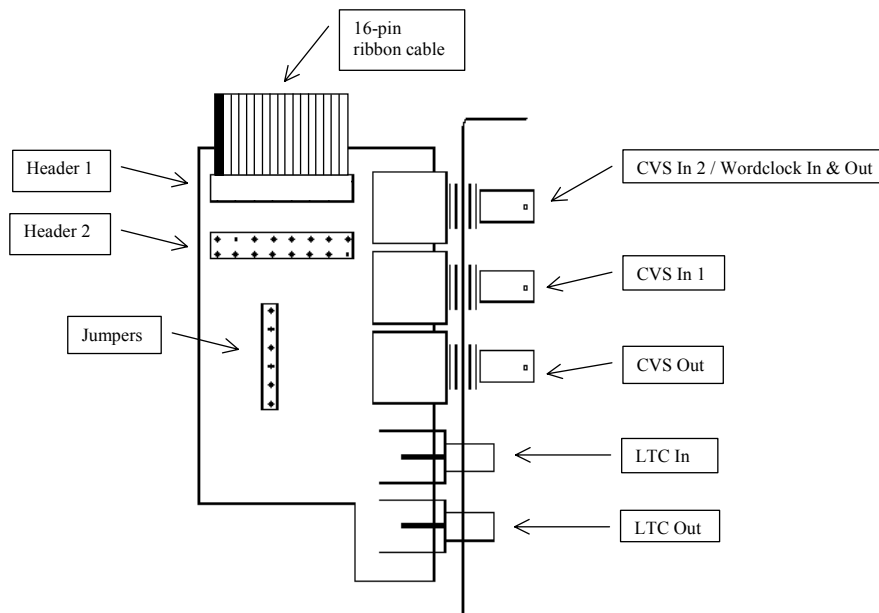 16-pin
ribbon cable
Header 1
CVS In 2 / Wordclock In & Out
Header 2
CVS In 1
Jumpers
CVS Out
LTC In
LTC Out